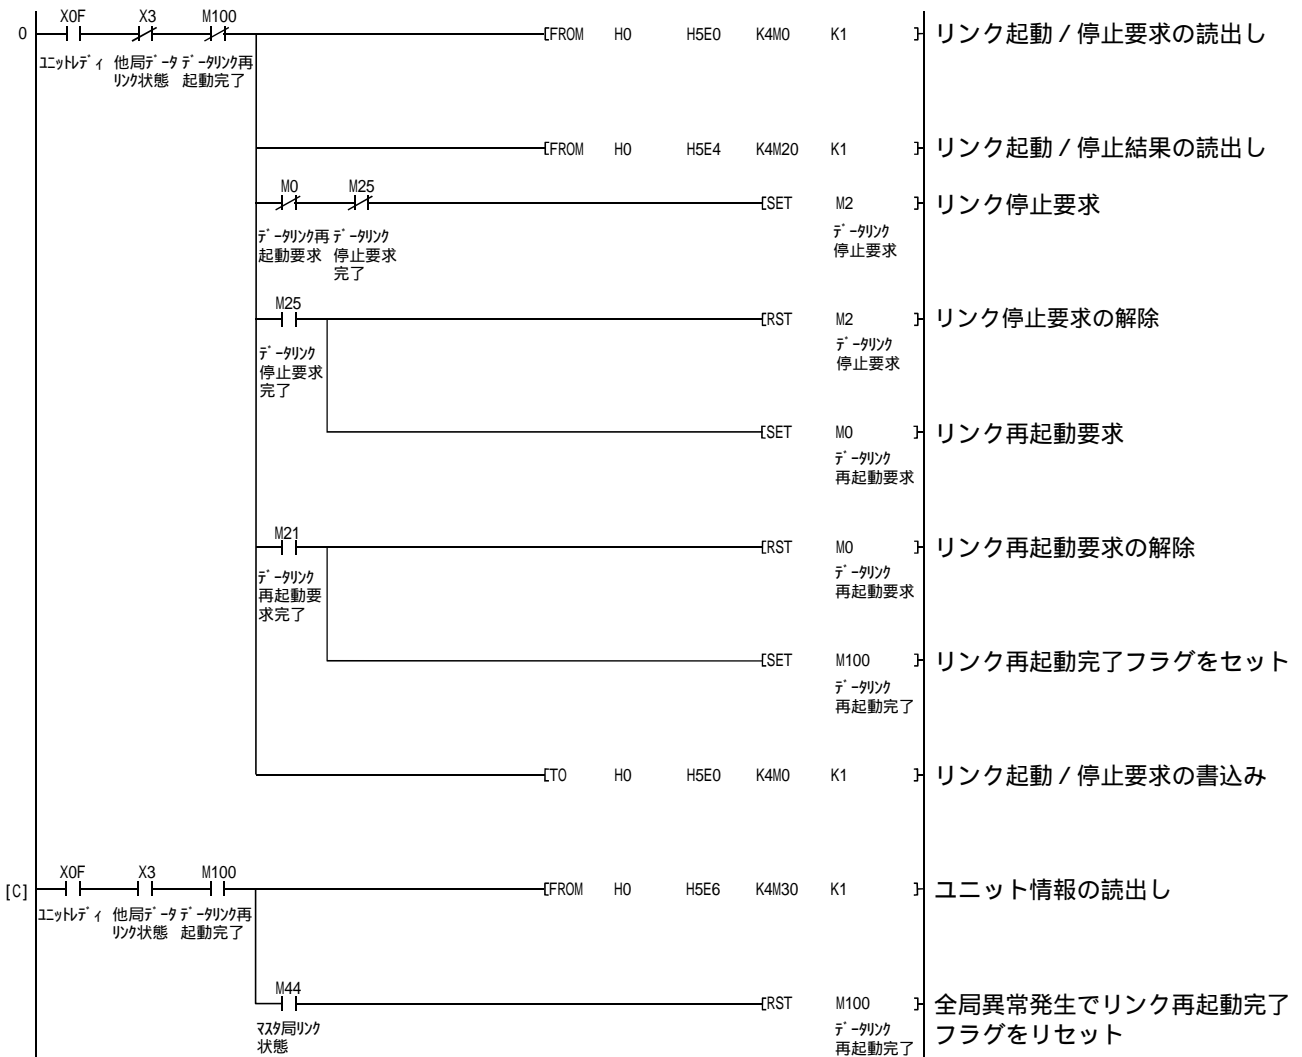 X0F X3 M100
0 [FROM H0 H5E0 K4M0 K1 ] リンク起動 / 停止要求の読出し
ﾕﾆｯﾄﾚﾃﾞｨ 他局ﾃﾞｰﾀ ﾃﾞｰﾀﾘﾝｸ再
ﾘﾝｸ状態 起動完了
[FROM H0 H5E4 K4M20 K1 ] リンク起動 / 停止結果の読出し
M0 M25
[SET M2 ] リンク停止要求
ﾃﾞｰﾀﾘﾝｸ再 ﾃﾞｰﾀﾘﾝｸ ﾃﾞｰﾀﾘﾝｸ
起動要求 停止要求 停止要求
完了
M25
[RST M2 ] リンク停止要求の解除
ﾃﾞｰﾀﾘﾝｸ ﾃﾞｰﾀﾘﾝｸ
停止要求 停止要求
完了
[SET M0 ] リンク再起動要求
ﾃﾞｰﾀﾘﾝｸ
再起動要求
M21
[RST M0 ] リンク再起動要求の解除
ﾃﾞｰﾀﾘﾝｸ ﾃﾞｰﾀﾘﾝｸ
再起動要 再起動要求
求完了
[SET M100 ] リンク再起動完了フラグをセット
ﾃﾞｰﾀﾘﾝｸ
再起動完了
[TO H0 H5E0 K4M0 K1 ] リンク起動 / 停止要求の書込み
X0F X3 M100
[C] [FROM H0 H5E6 K4M30 K1 ] ユニット情報の読出し
ﾕﾆｯﾄﾚﾃﾞｨ 他局ﾃﾞｰﾀ ﾃﾞｰﾀﾘﾝｸ再
ﾘﾝｸ状態 起動完了
M44
[RST M100 ] 全局異常発生でリンク再起動完了
フラグをリセット
ﾏｽﾀ局ﾘﾝｸ ﾃﾞｰﾀﾘﾝｸ
状態 再起動完了